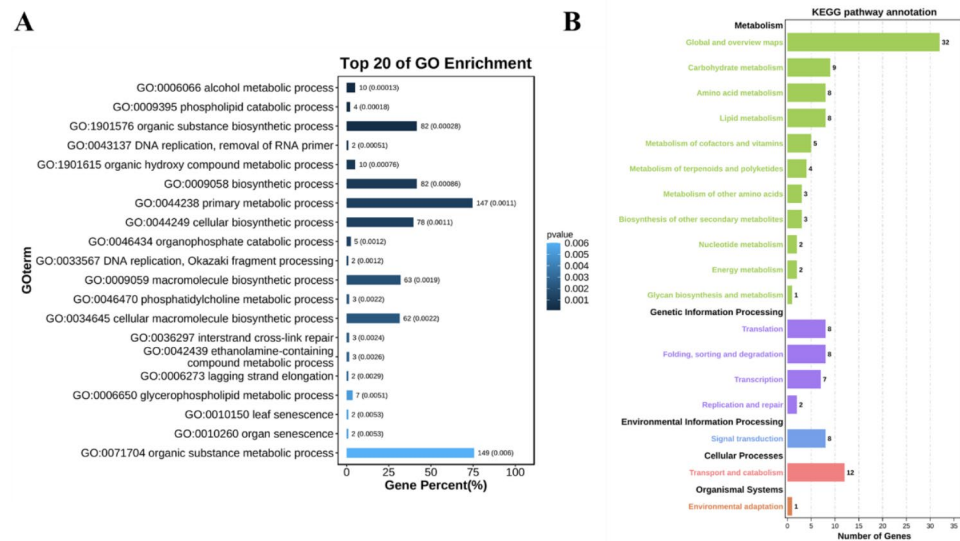 A
Top 20 of GO Enrichment
GOterm
GO:0006066 alcohol metabolic process 10 (0.00013)
GO:0009395 phospholipid catabolic process 4 (0.00018)
GO:1901576 organic substance biosynthetic process 82 (0.00028)
GO:0043137 DNA replication, removal of RNA primer 2 (0.00051)
GO:1901615 organic hydroxy compound metabolic process 10 (0.00076)
GO:0009058 biosynthetic process 82 (0.00086)
GO:0044238 primary metabolic process 147 (0.0011)
GO:0044249 cellular biosynthetic process 78 (0.0011)
GO:0046434 organophosphate catabolic process 5 (0.0012)
GO:0033567 DNA replication, Okazaki fragment processing 2 (0.0012)
GO:0009059 macromolecule biosynthetic process 63 (0.0019)
GO:0046470 phosphatidylcholine metabolic process 3 (0.0022)
GO:0034645 cellular macromolecule biosynthetic process 62 (0.0022)
GO:0036297 interstrand cross-link repair 3 (0.0024)
GO:0042439 ethanolamine-containing
compound metabolic process 3 (0.0026)
GO:0006273 lagging strand elongation 2 (0.0029)
GO:0006650 glycerophospholipid metabolic process 7 (0.0051)
GO:0010150 leaf senescence 2 (0.0053)
GO:0010260 organ senescence 2 (0.0053)
GO:0071704 organic substance metabolic process 149 (0.006)
0 25 50 75 100
Gene Percent(%)
pvalue
0.006
0.005
0.004
0.003
0.002
0.001
B
KEGG pathway annotation
Metabolism
Global and overview maps 32
Carbohydrate metabolism 9
Amino acid metabolism 8
Lipid metabolism 8
Metabolism of cofactors and vitamins 5
Metabolism of terpenoids and polyketides 4
Metabolism of other amino acids 3
Biosynthesis of other secondary metabolites 3
Nucleotide metabolism 2
Energy metabolism 2
Glycan biosynthesis and metabolism 1
Genetic Information Processing
Translation 8
Folding, sorting and degradation 8
Transcription 7
Replication and repair 2
Environmental Information Processing
Signal transduction 8
Cellular Processes
Transport and catabolism 12
Organismal Systems
Environmental adaptation 1
0 5 10 15 20 25 30 35
Number of Genes